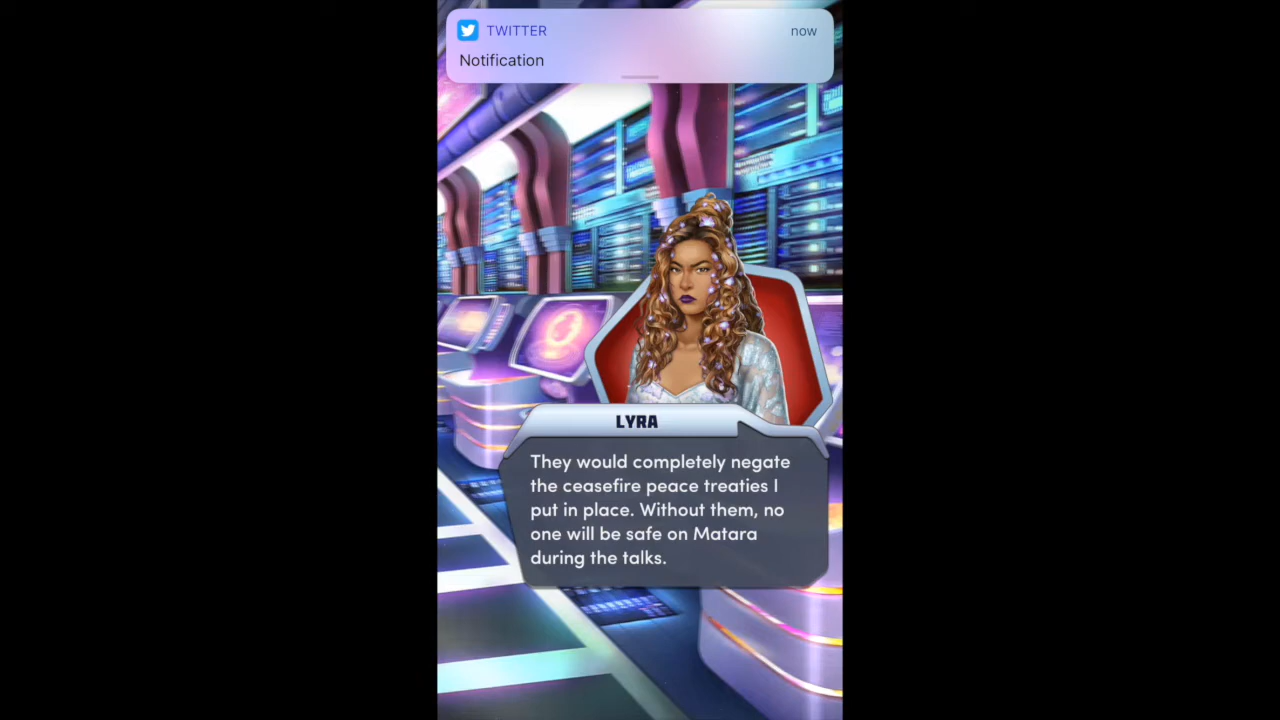 TWITTER
now
Notification
LYRA
They would completely negate
the ceasefire peace treaties I
put in place. Without them, no
one will be safe on Matara
during the talks.